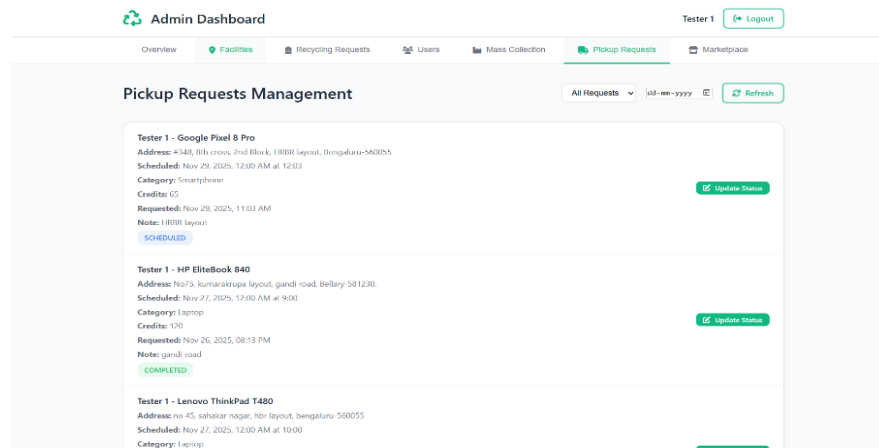 Admin Dashboard
Tester 1
Logout
Overview
Facilities
Recycling Requests
Users
Mass Collection
Pickup Requests
Marketplace
Pickup Requests Management
All Requests
dd-mm-yyyy
Refresh
Tester 1 - Google Pixel 8 Pro
Address: #348, 8th cross, 2nd Block, HRBR layout, Bengaluru-560055
Scheduled: Nov 29, 2025, 12:00 AM at 12:03
Category: Smartphone
Credits: 65
Requested: Nov 29, 2025, 11:03 AM
Note: HRBR layout
SCHEDULED
Update Status
Tester 1 - HP EliteBook 840
Address: No75, kumarakrupa layout, gandi road, Bellary-581230.
Scheduled: Nov 27, 2025, 12:00 AM at 9:00
Category: Laptop
Credits: 120
Requested: Nov 26, 2025, 08:13 PM
Note: gandi road
COMPLETED
Update Status
Tester 1 - Lenovo ThinkPad T480
Address: no 45, sahakar nagar, hbr layout, bengaluru-560055
Scheduled: Nov 27, 2025, 12:00 AM at 10:00
Category: Laptop